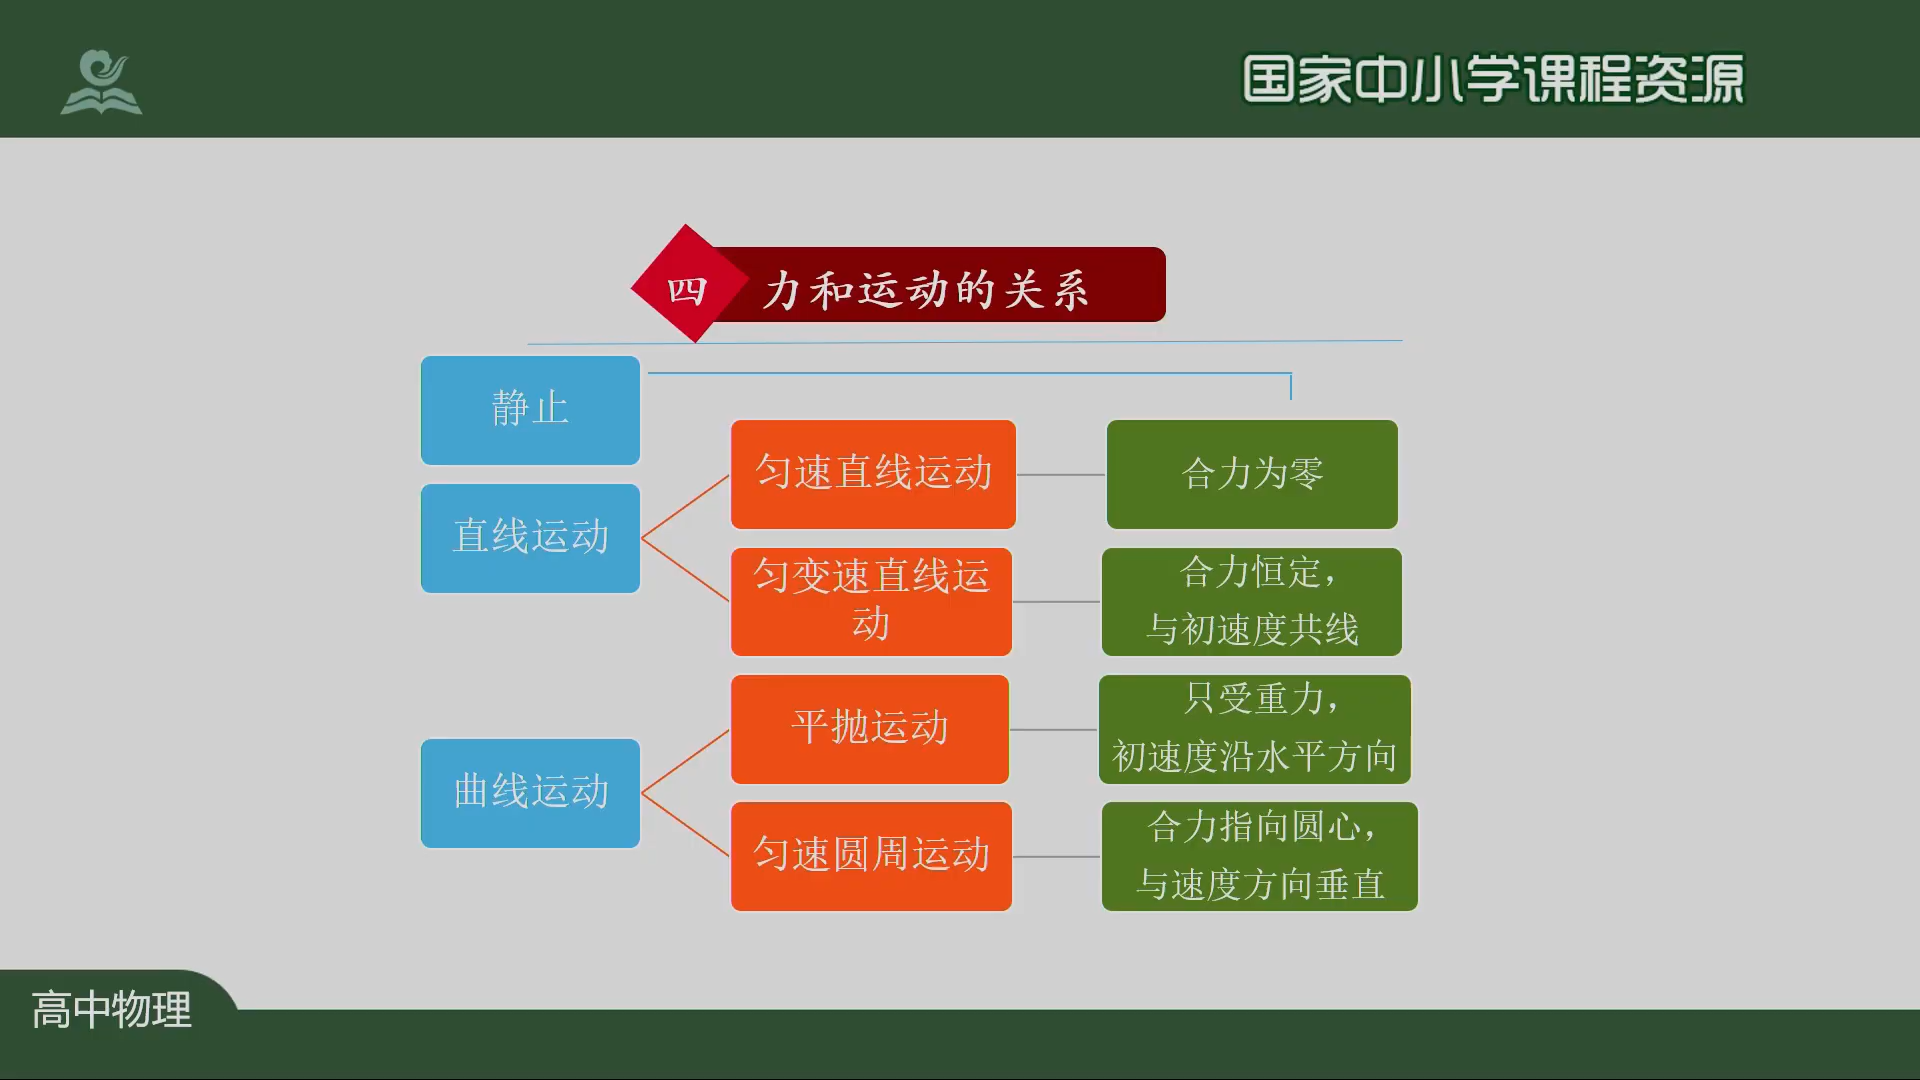 国家中小学课程资源
四 力和运动的关系
静止
直线运动
匀速直线运动
合力为零
匀变速直线运
动
合力恒定，
与初速度共线
曲线运动
平抛运动
只受重力，
初速度沿水平方向
匀速圆周运动
合力指向圆心，
与速度方向垂直
高中物理